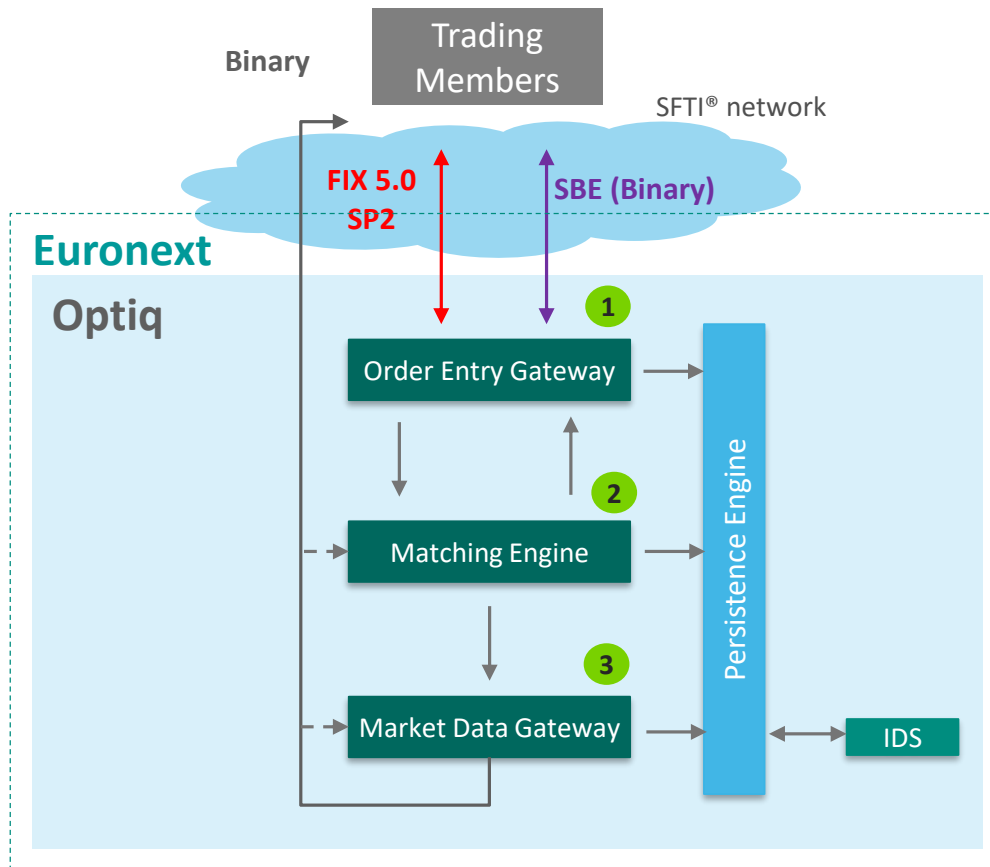 Trading
Members
Binary
SFTI® network
FIX 5.0
SP2
SBE (Binary)
Euronext
Optiq
1
Order Entry Gateway
2
Matching Engine
3
Market Data Gateway
Persistence Engine
IDS